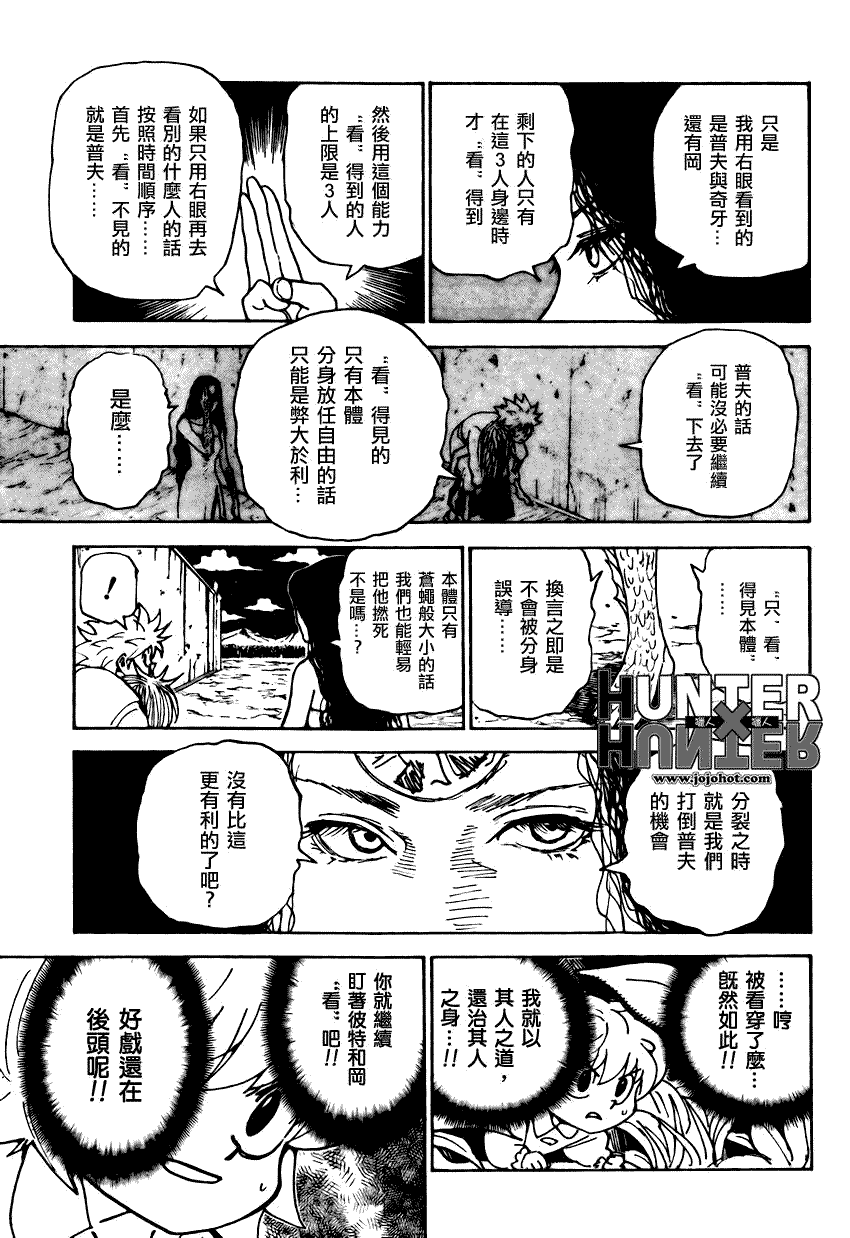 只是
我用右眼看到的
是普夫與奇牙…
還有岡
剩下的人只有
在這3人身邊時
才“看”得到
然後用這個能力
“看”得到的人
的上限是3人
如果只用右眼再去
看別的什麼人的話
按照時間順序……
首先“看”不見的
就是普夫……
普夫的話
可能沒必要繼續
“看”下去了
“看”得見的
只有本體
分身放任自由的話
只能是弊大於利…
是麼……
“只‘看’
得見本體”
換言之即是
不會被分身
誤導……
本體只有
蒼蠅般大小的話
我們也能輕易
把他撚死
不是嗎……?
！
HUNTER
HUNTER
獵人
獵人
www.jojohot.com
分裂之時
就是我們
打倒普夫
的機會
沒有比這
更有利的了吧?
……哼
被看穿了麼…
既然如此!!
我就以
其人之道，
還治其人
之身…!!
你就繼續
盯著彼特和岡
“看”吧!!
好戲還在
後頭呢!!